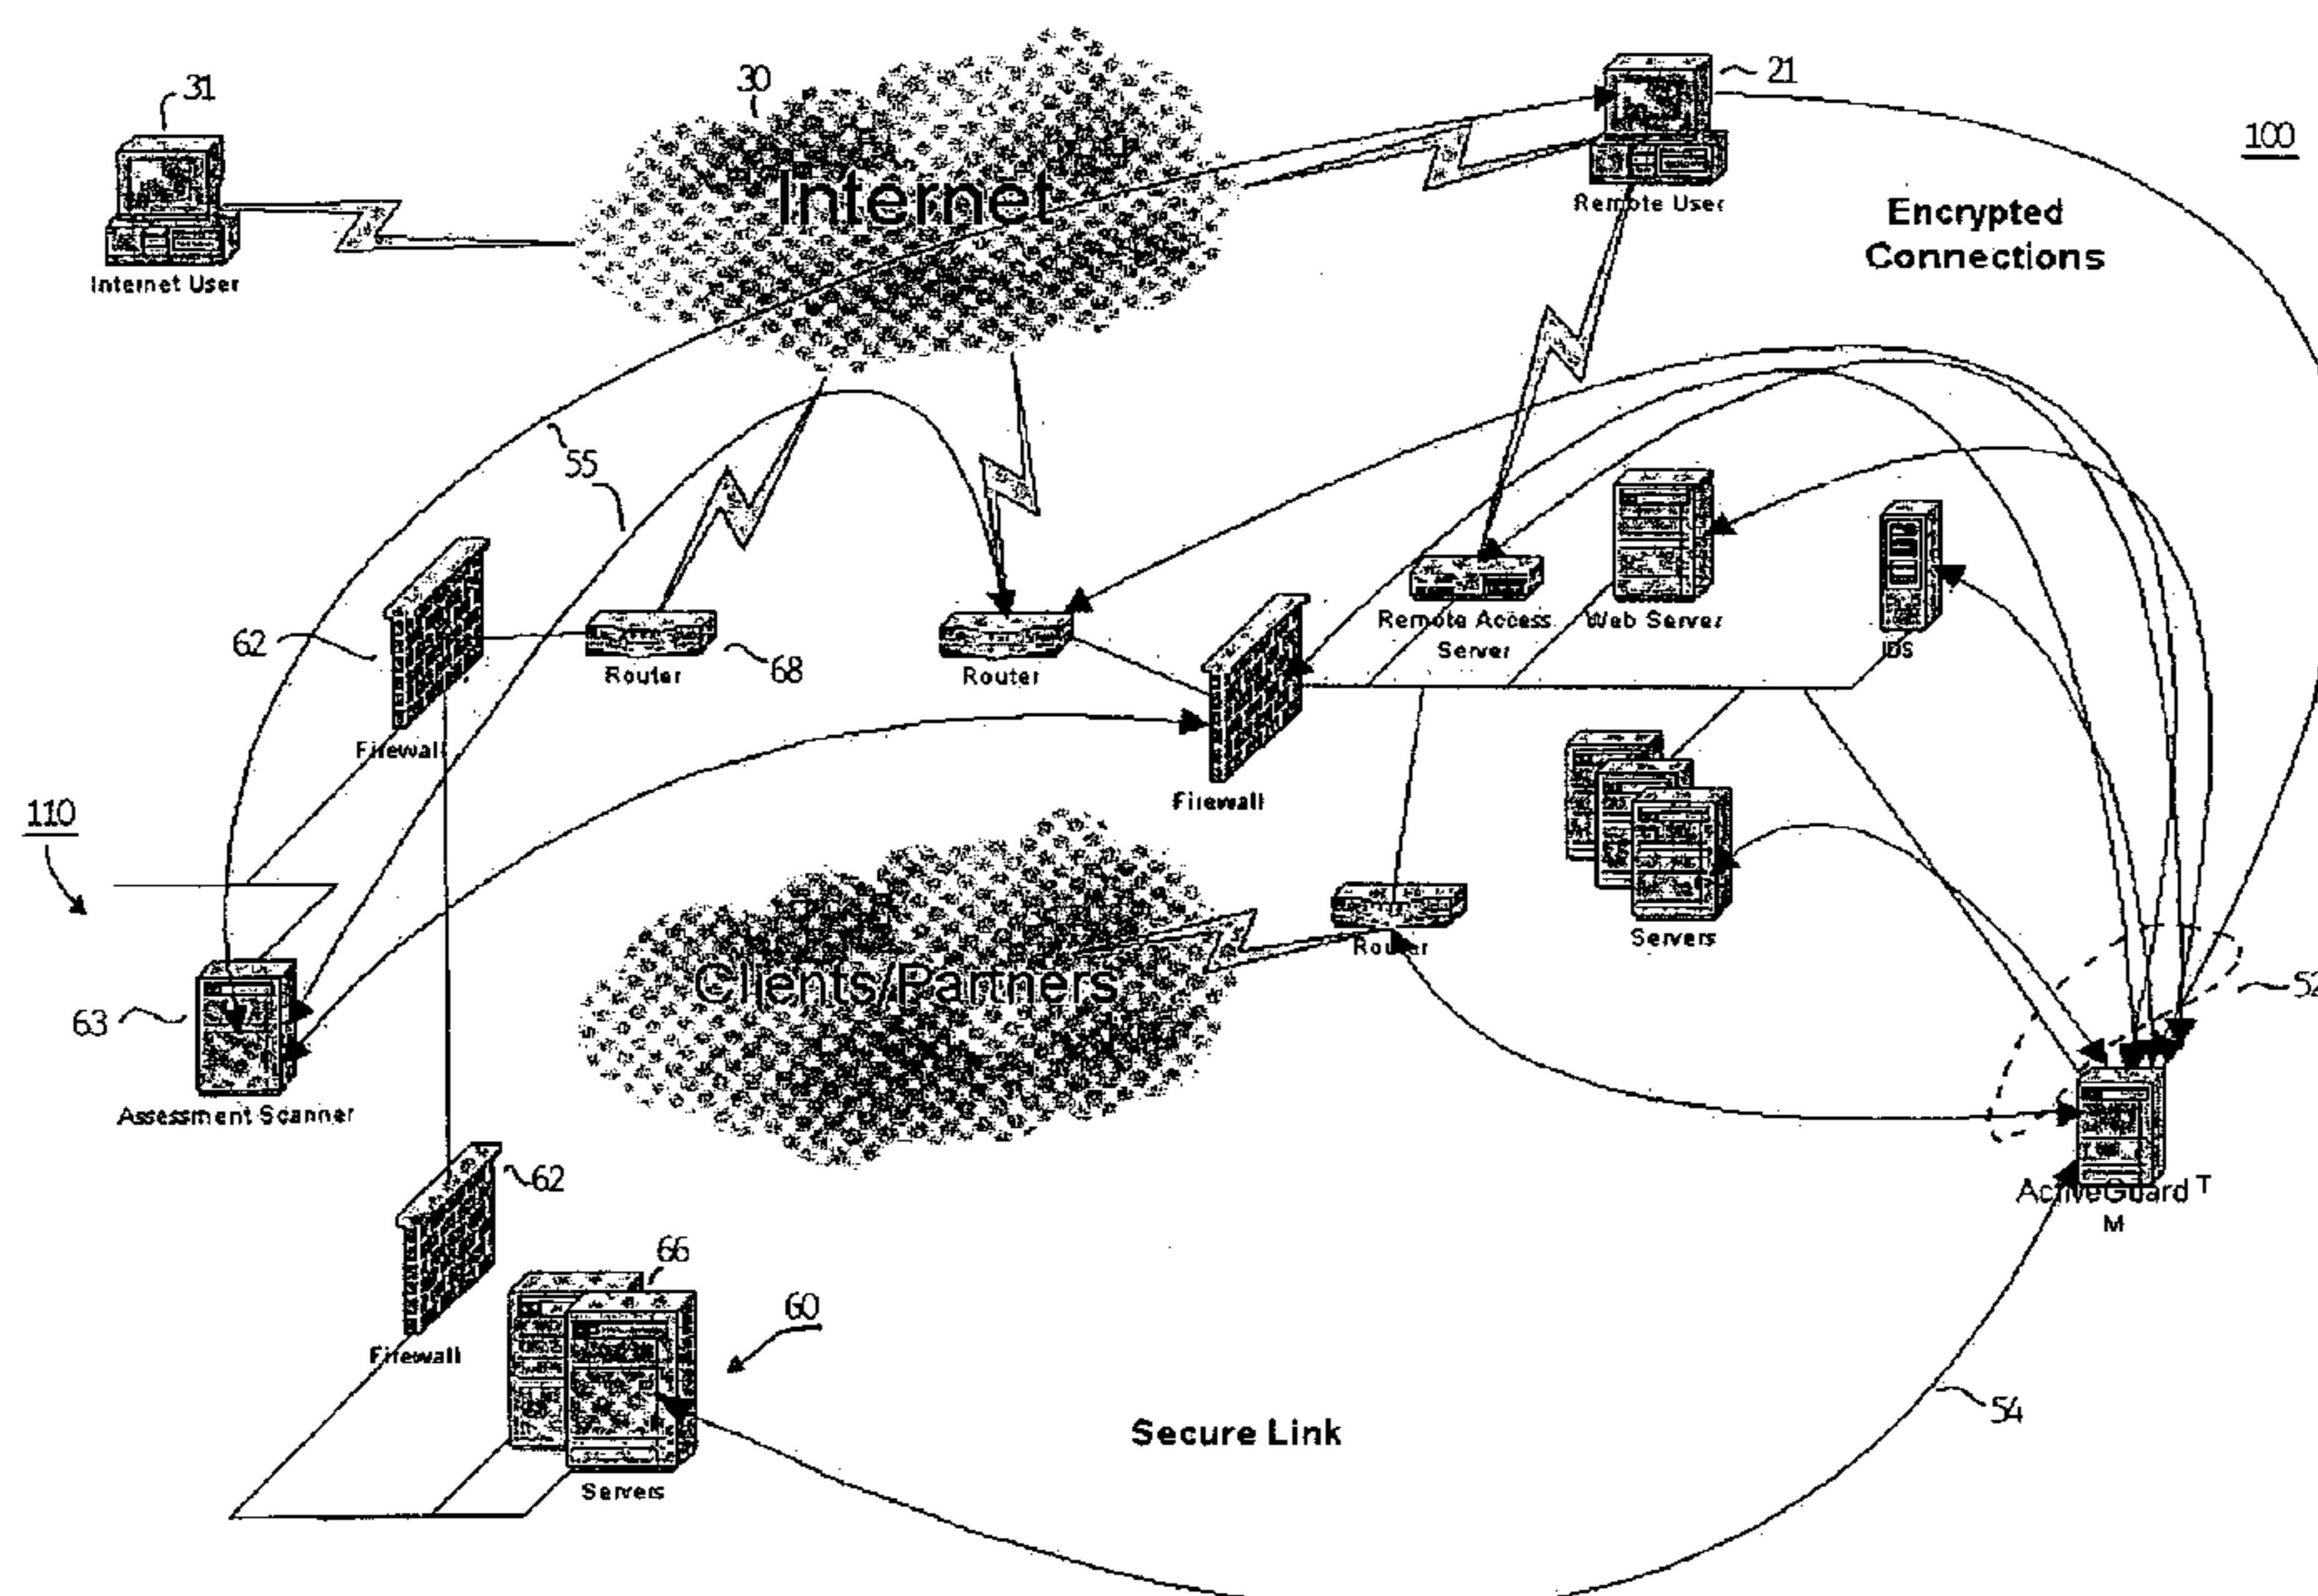 31
30
21
100
Internet
Remote User
Encrypted
Connections
Internet User
55
62
Router
68
Router
Remote Access
Server
Web Server
IDS
Firewall
Firewall
110
Clients/Partners
Router
Servers
52
63
Assessment Scanner
62
ActiveGuard T
M
66
60
Firewall
54
Secure Link
Servers